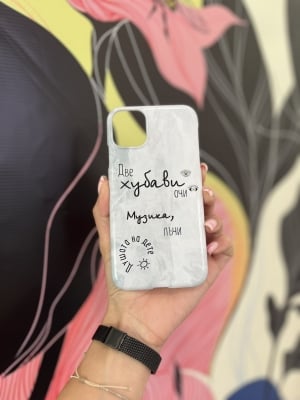 Две
хубави
очи
Музика,
лъчи
Душата на дете